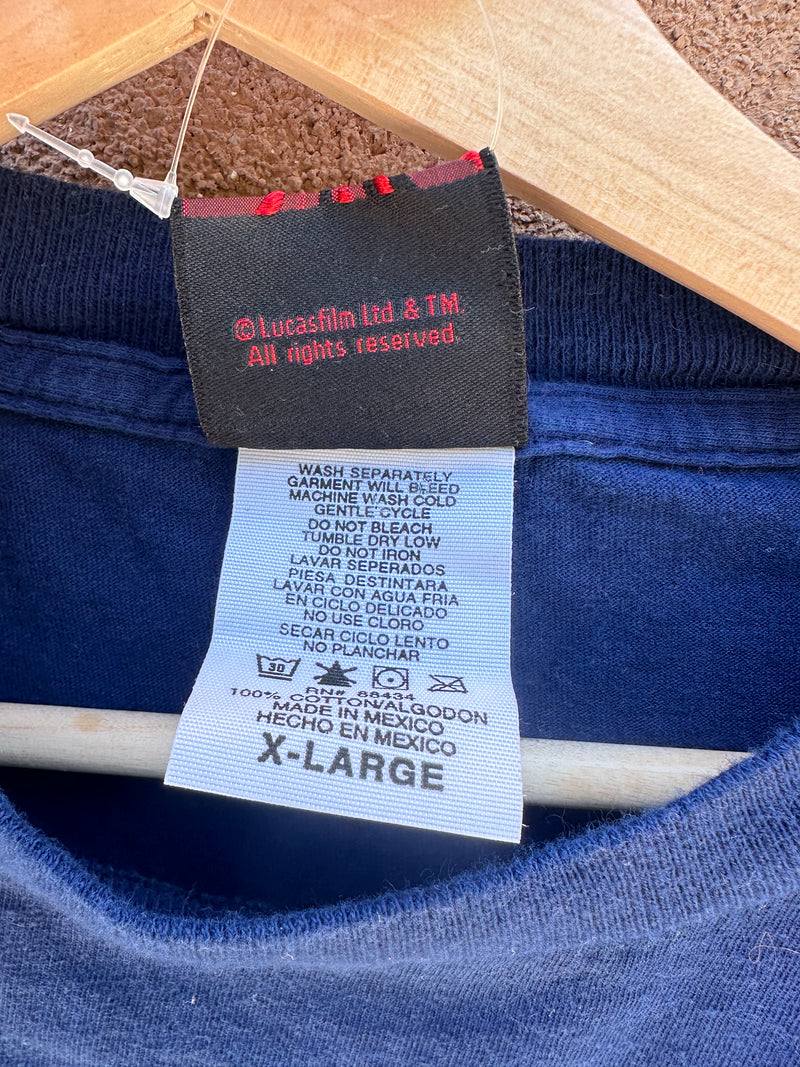 ©Lucasfilm Ltd & TM.
All rights reserved.
WASH SEPARATELY
GARMENT WILL BLEED
MACHINE WASH COLD
GENTLE CYCLE
DO NOT BLEACH
TUMBLE DRY LOW
DO NOT IRON
LAVAR SEPERADOS
PIESA DESTINTARA
LAVAR CON AGUA FRIA
EN CICLO DELICADO
NO USE CLORO
SECAR CICLO LENTO
NO PLANCHAR
30
RN# 88434
100% COTTON/ALGODON
MADE IN MEXICO
HECHO EN MEXICO
X-LARGE